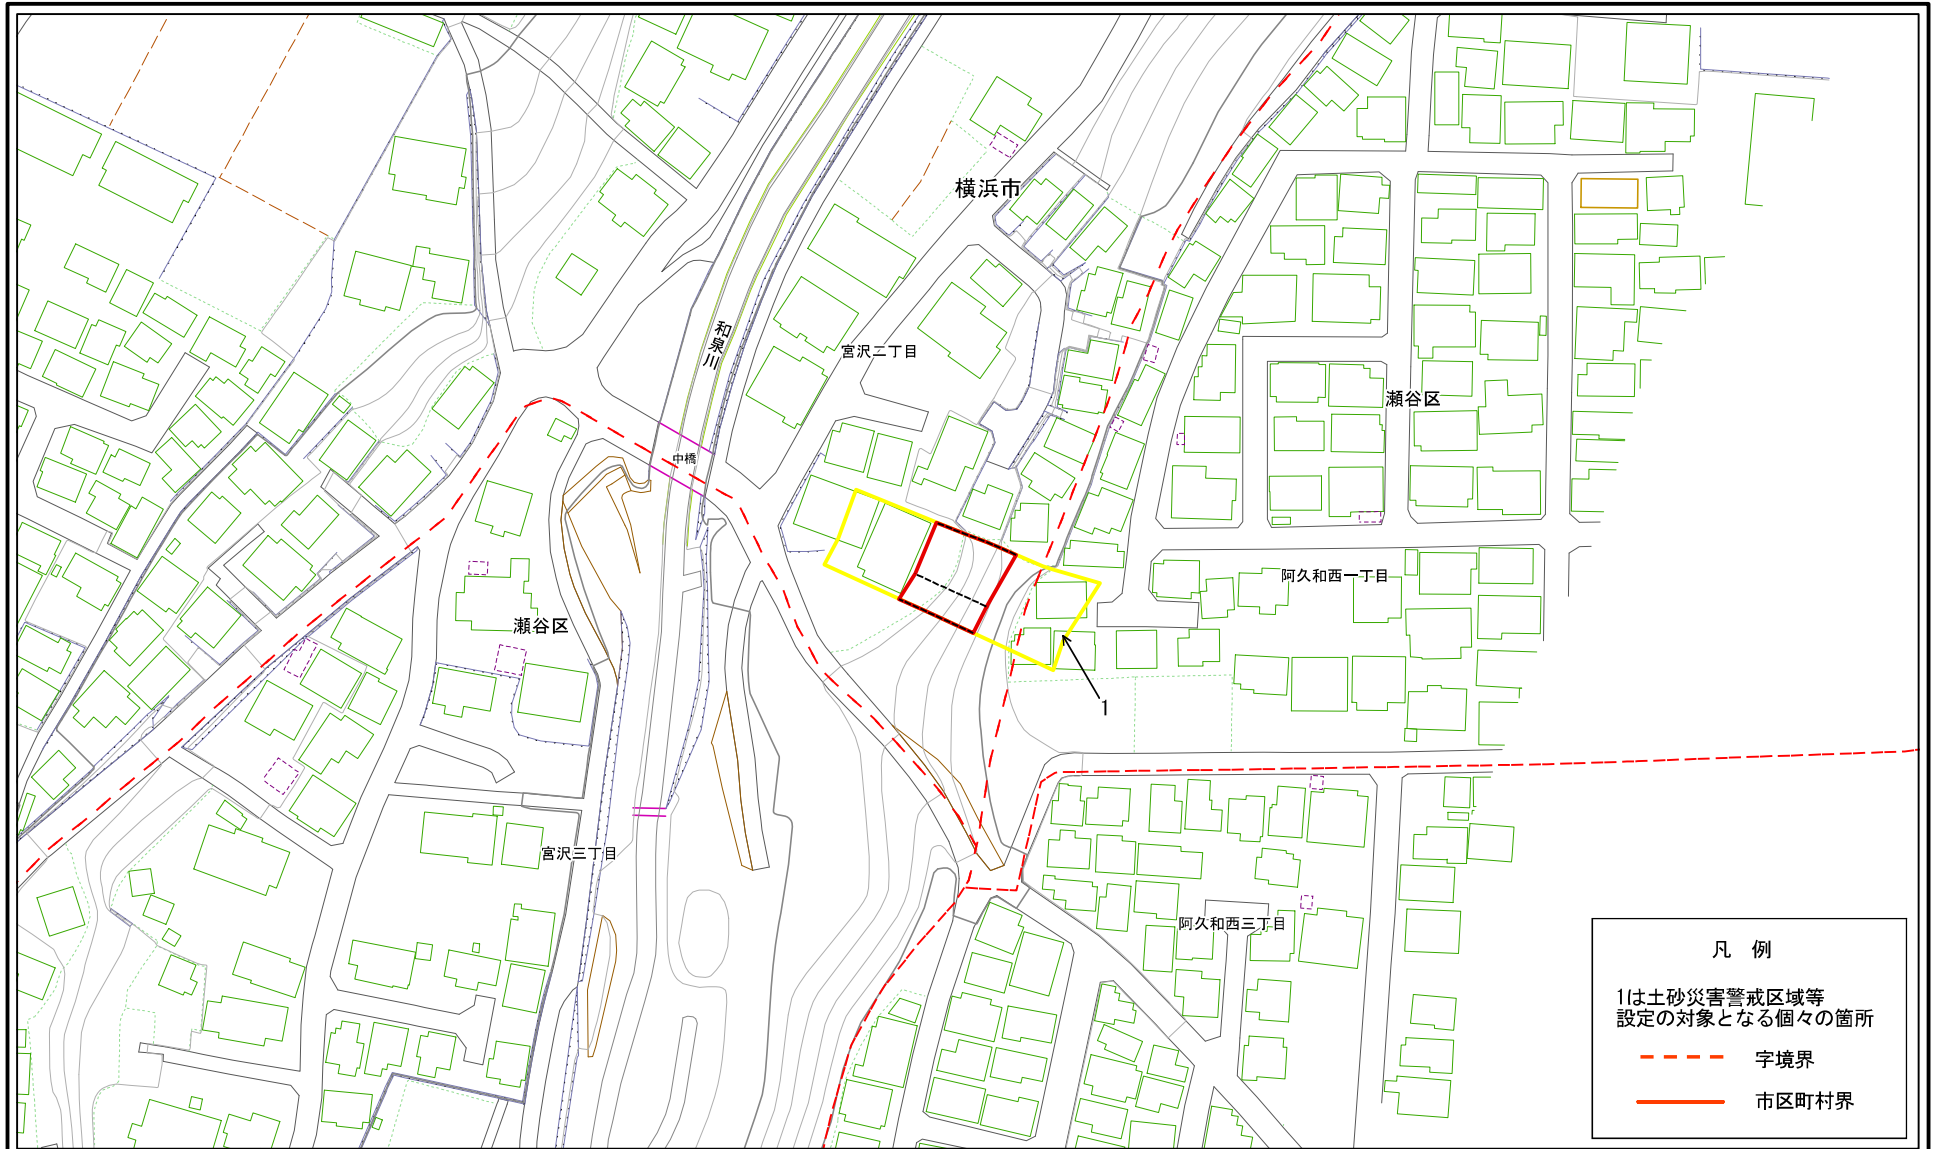 横浜市
和泉川
宮沢二丁目
瀬谷区
中橋
阿久和西一丁目
瀬谷区
1
宮沢三丁目
阿久和西三丁目
凡 例
1は土砂災害警戒区域等
設定の対象となる個々の箇所
字境界
市区町村界